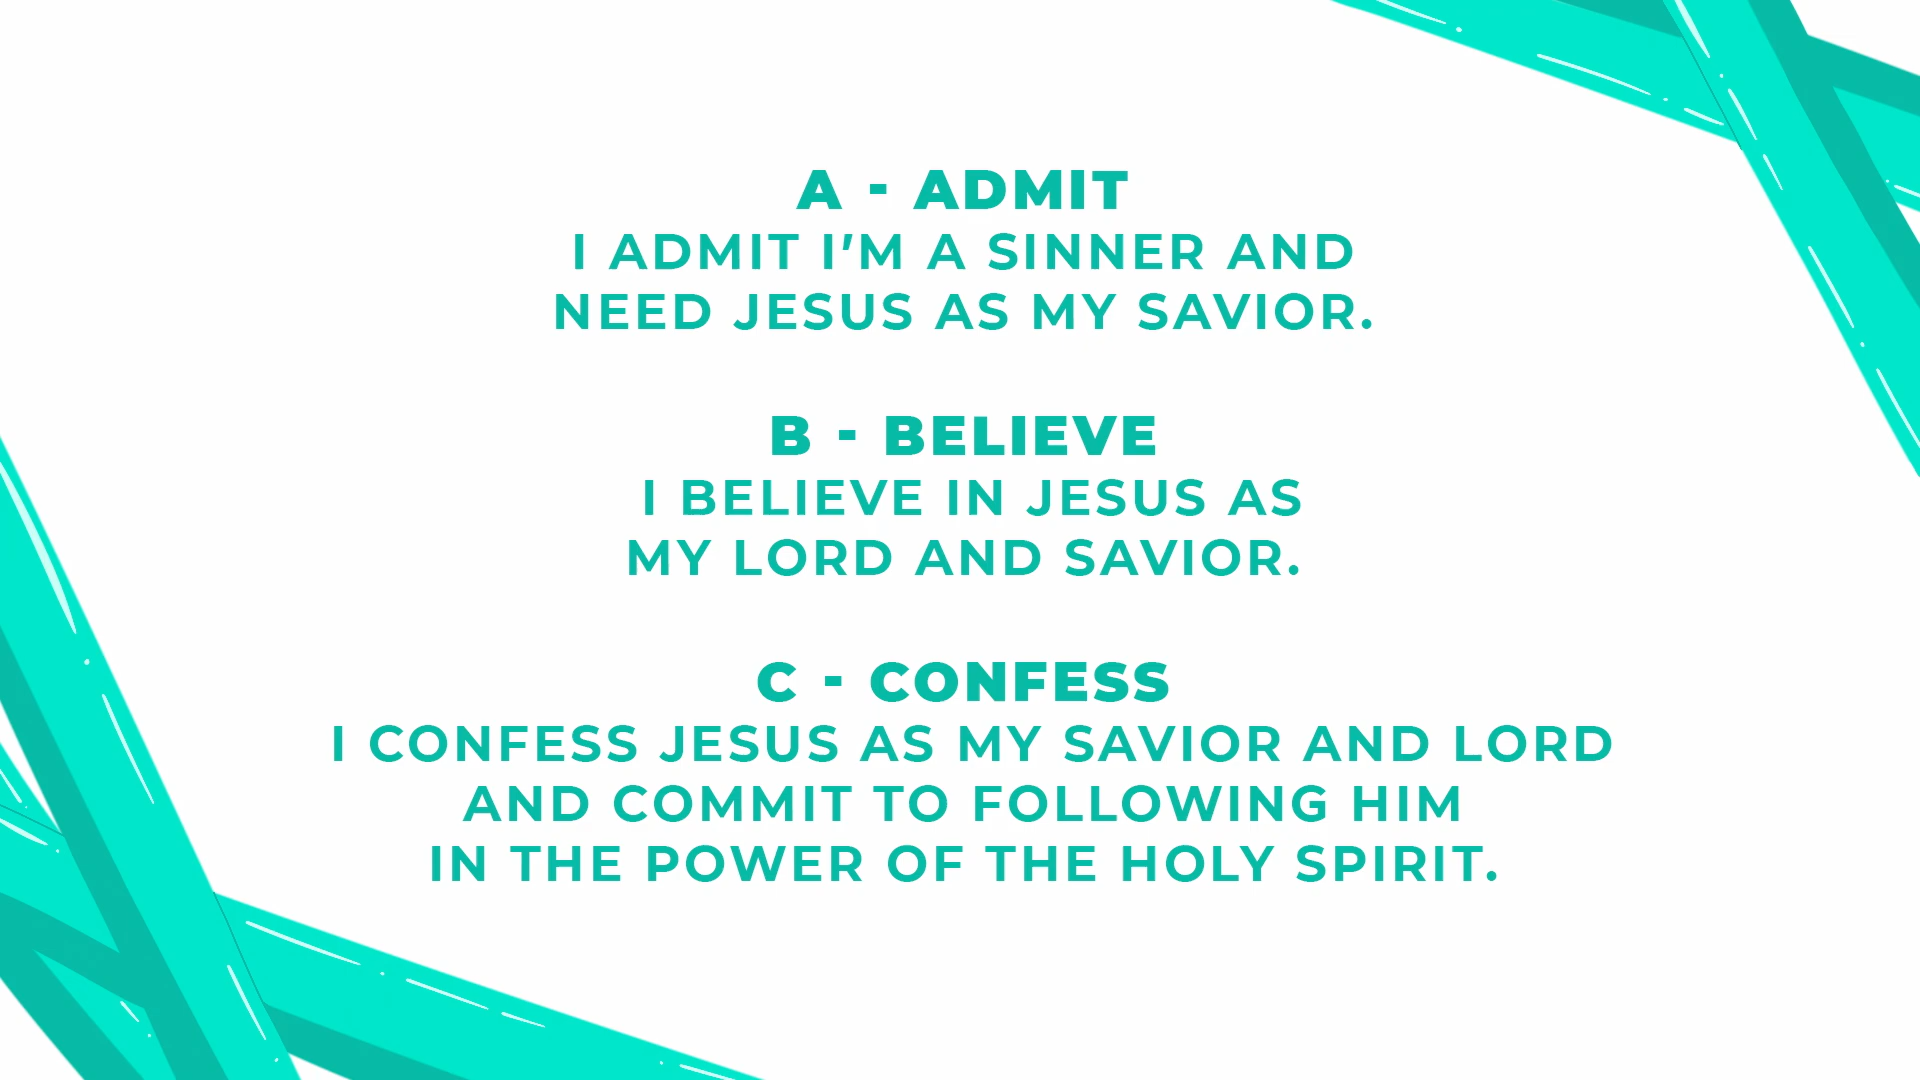 A - ADMIT
I ADMIT I'M A SINNER AND
NEED JESUS AS MY SAVIOR.
B - BELIEVE
I BELIEVE IN JESUS AS
MY LORD AND SAVIOR.
C - CONFESS
I CONFESS JESUS AS MY SAVIOR AND LORD
AND COMMIT TO FOLLOWING HIM
IN THE POWER OF THE HOLY SPIRIT.